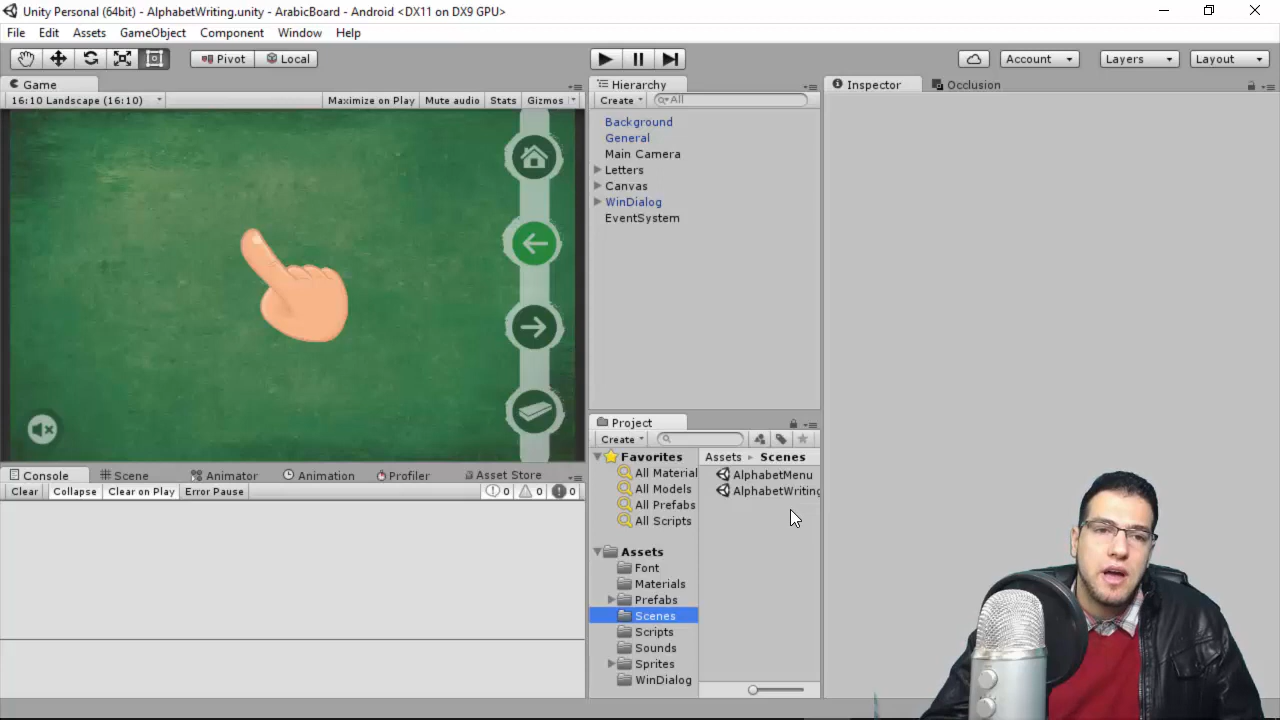 Unity Personal (64bit) - AlphabetWriting.unity - ArabicBoard - Android <DX11 on DX9 GPU>
File Edit Assets GameObject Component Window Help
Pivot Local Account Layers Layout
Game
16:10 Landscape (16:10) Maximize on Play Mute audio Stats Gizmos
Hierarchy
Create All
Background
General
Main Camera
Letters
Canvas
WinDialog
EventSystem
Inspector Occlusion
Console Scene Animator Animation Profiler Asset Store
Clear Collapse Clear on Play Error Pause 0 0 0
Project
Create
Favorites
All Material
All Models
All Prefabs
All Scripts
Assets
Font
Materials
Prefabs
Scenes
Scripts
Sounds
Sprites
WinDialog
Assets Scenes
AlphabetMenu
AlphabetWriting